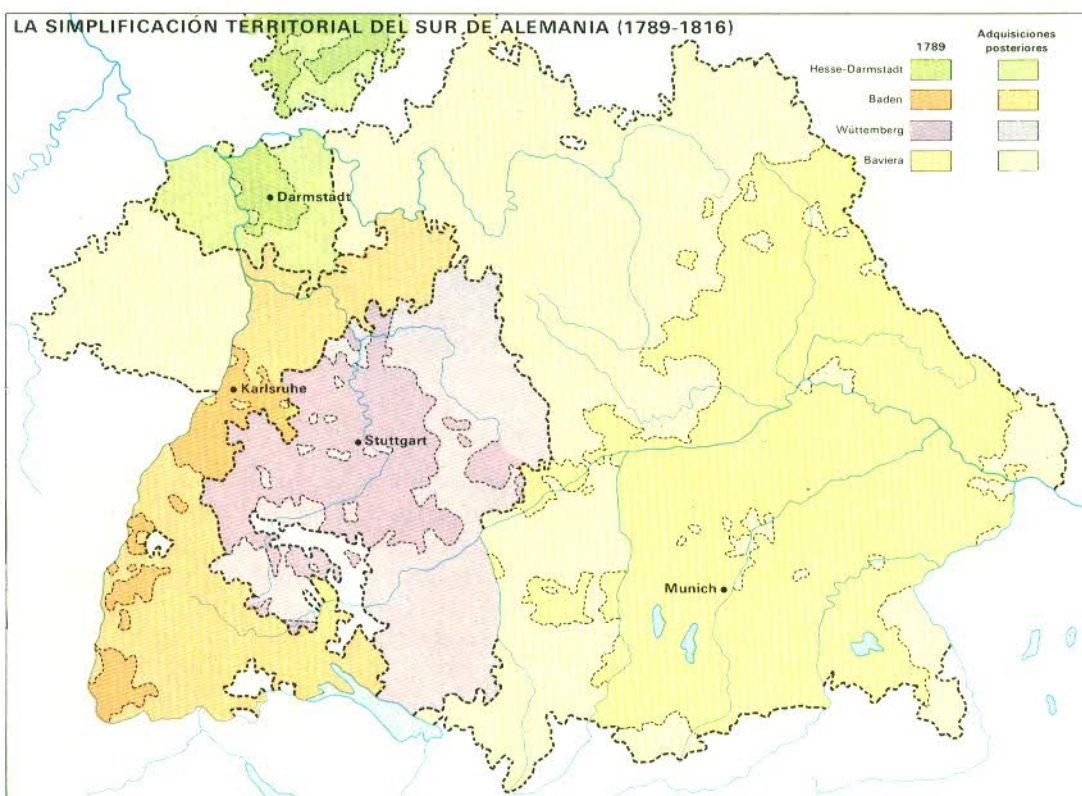 LA SIMPLIFICACIÓN TERRITORIAL DEL SUR DE ALEMANIA (1789-1816)
1789
Adquisiciones
posteriores
Hesse-Darmstadt
Baden
Wüttemberg
Baviera
Darmstadt
Karlsruhe
Stuttgart
Munich